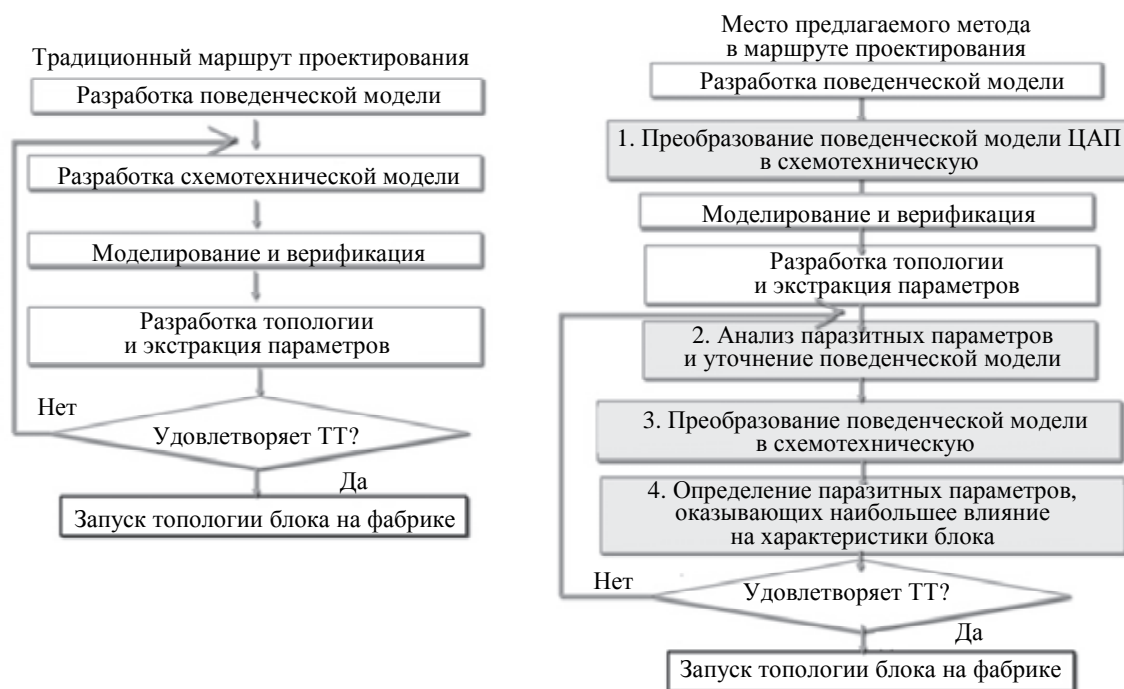 Традиционный маршрут проектирования
Разработка поведенческой модели
Разработка схемотехнической модели
Моделирование и верификация
Разработка топологии
и экстракция параметров
Нет
Удовлетворяет ТТ?
Да
Запуск топологии блока на фабрике
Место предлагаемого метода
в маршруте проектирования
Разработка поведенческой модели
1. Преобразование поведенческой модели ЦАП
в схемотехническую
Моделирование и верификация
Разработка топологии
и экстракция параметров
2. Анализ паразитных параметров
и уточнение поведенческой модели
3. Преобразование поведенческой модели
в схемотехническую
4. Определение паразитных параметров,
оказывающих наибольшее влияние
на характеристики блока
Нет
Удовлетворяет ТТ?
Да
Запуск топологии блока на фабрике